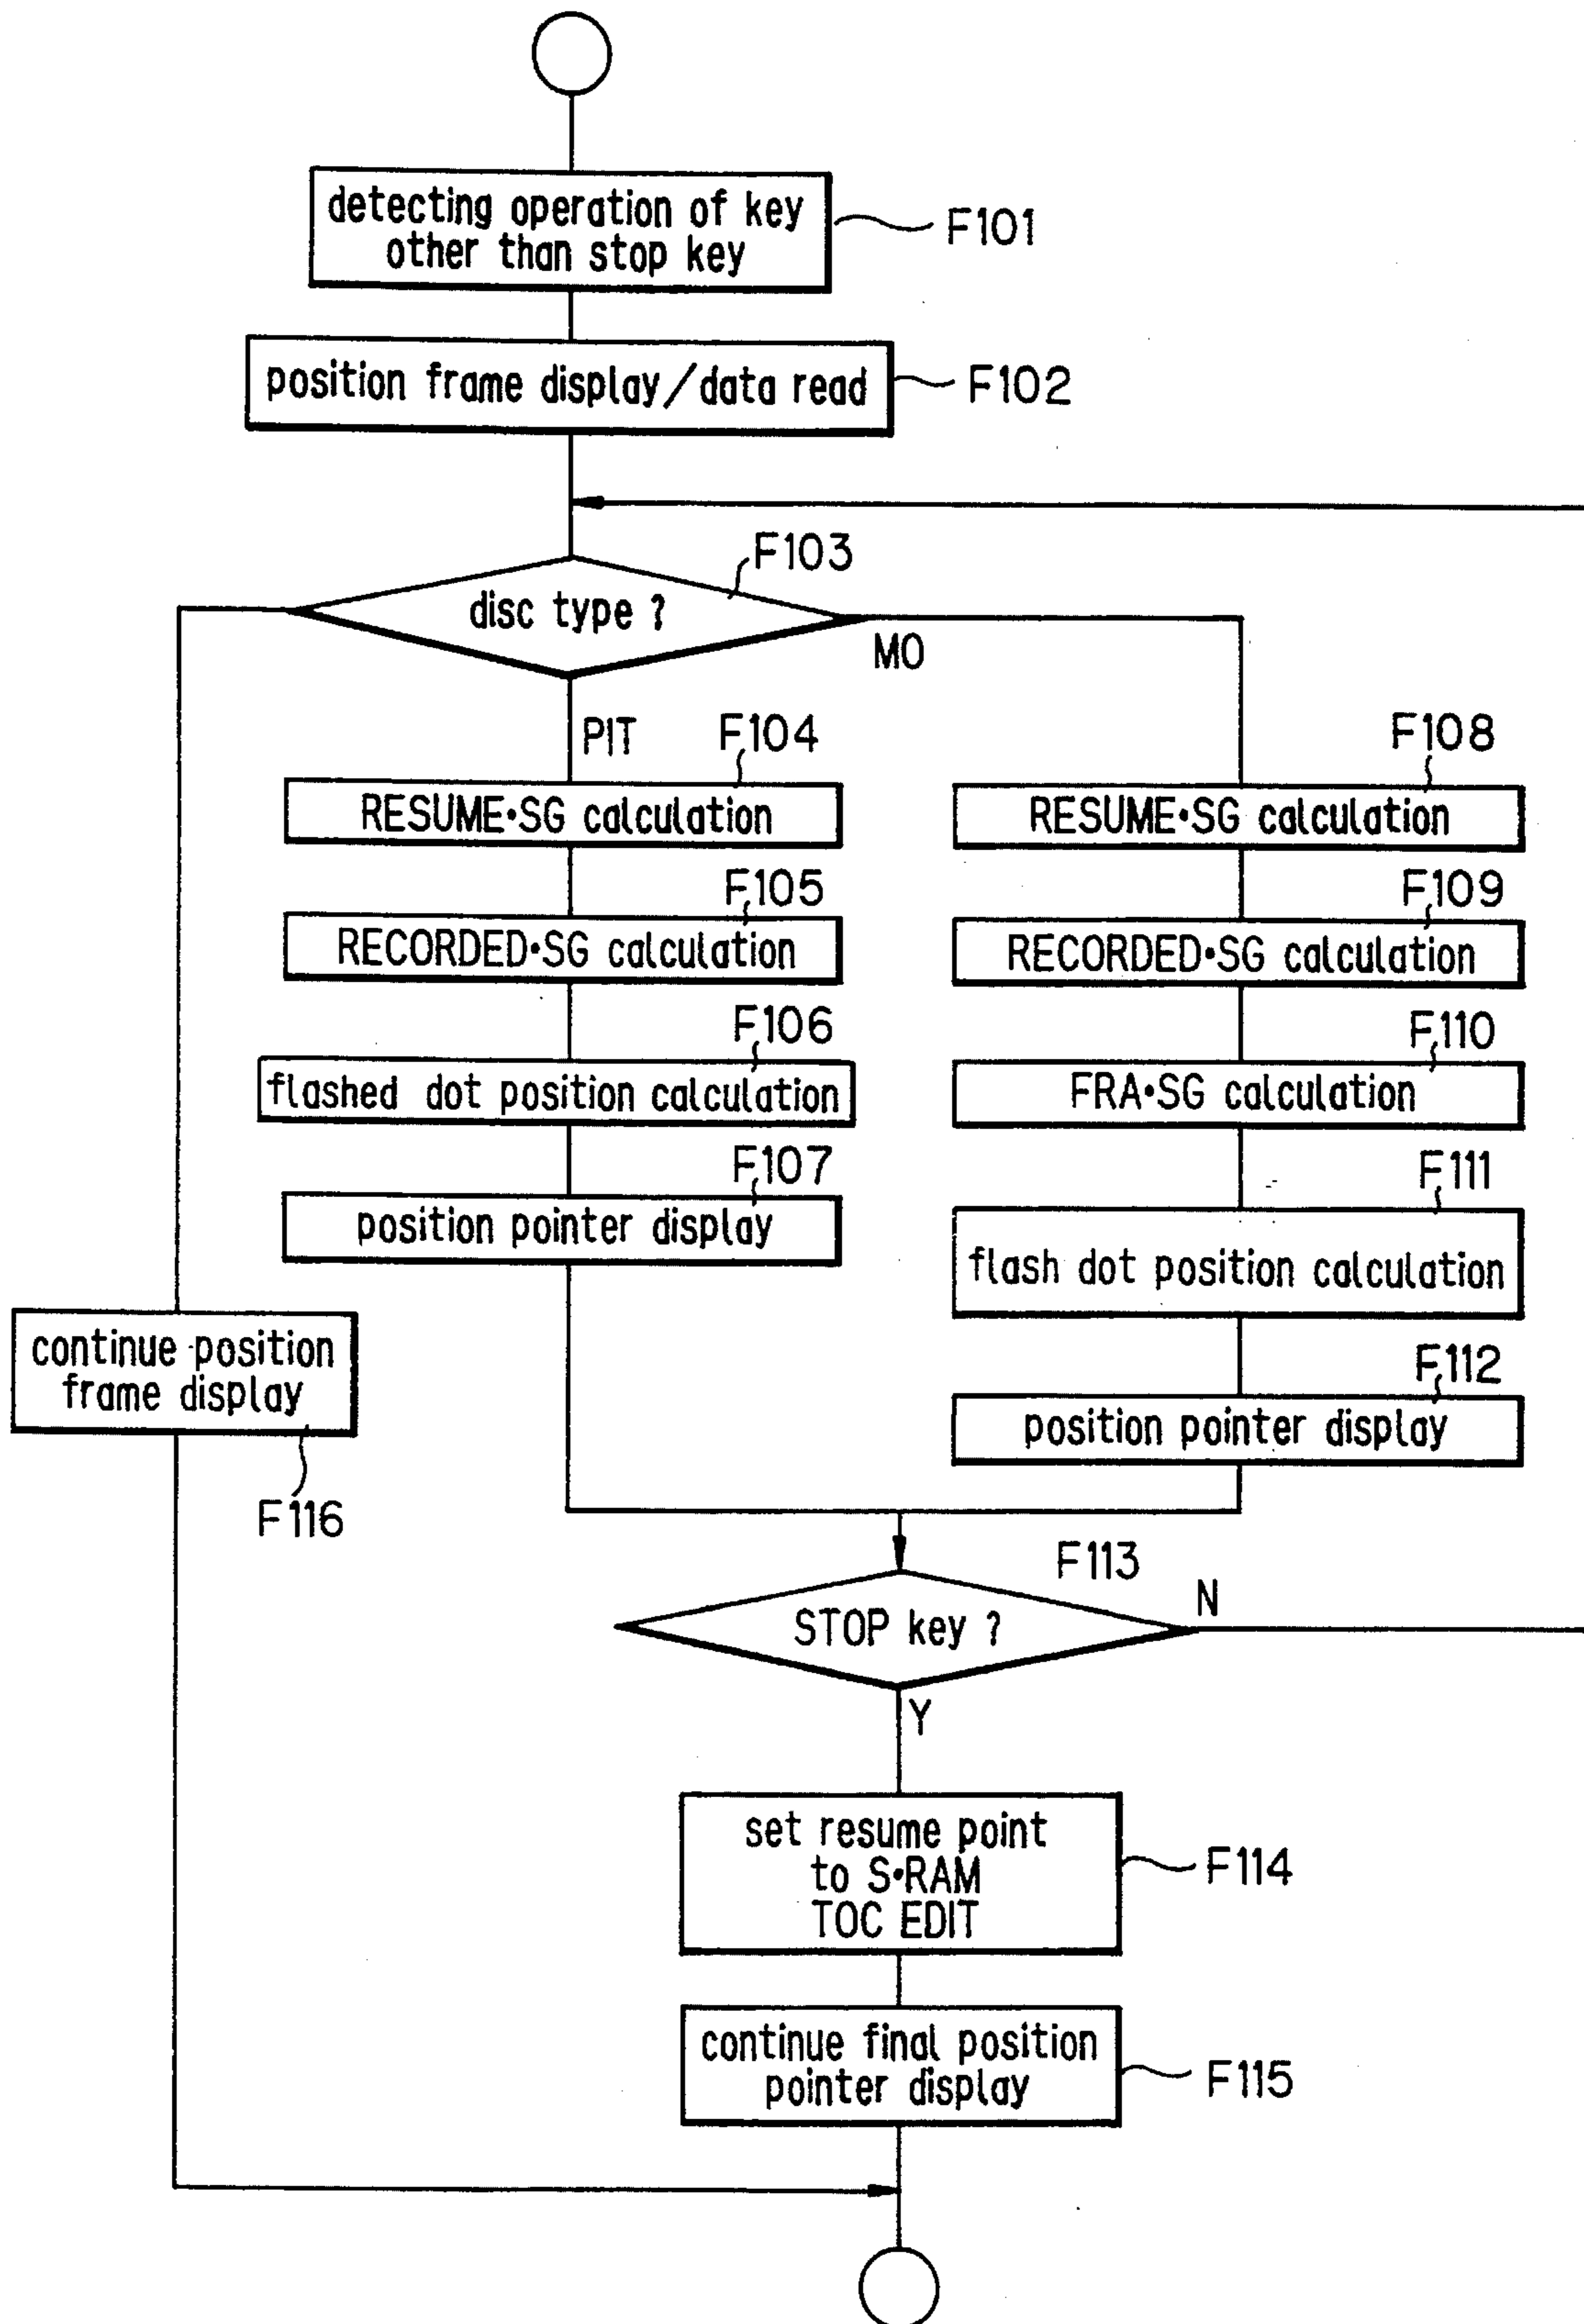 detecting operation of key
other than stop key
F101
position frame display/data read
F102
F103
disc type ?
MO
PIT
F104
RESUME•SG calculation
F105
RECORDED•SG calculation
F106
flashed dot position calculation
F107
position pointer display
F108
RESUME•SG calculation
F109
RECORDED•SG calculation
F110
FRA•SG calculation
F111
flash dot position calculation
F112
position pointer display
continue position
frame display
F116
F113
STOP key ?
N
Y
set resume point
to S•RAM
TOC EDIT
F114
continue final position
pointer display
F115